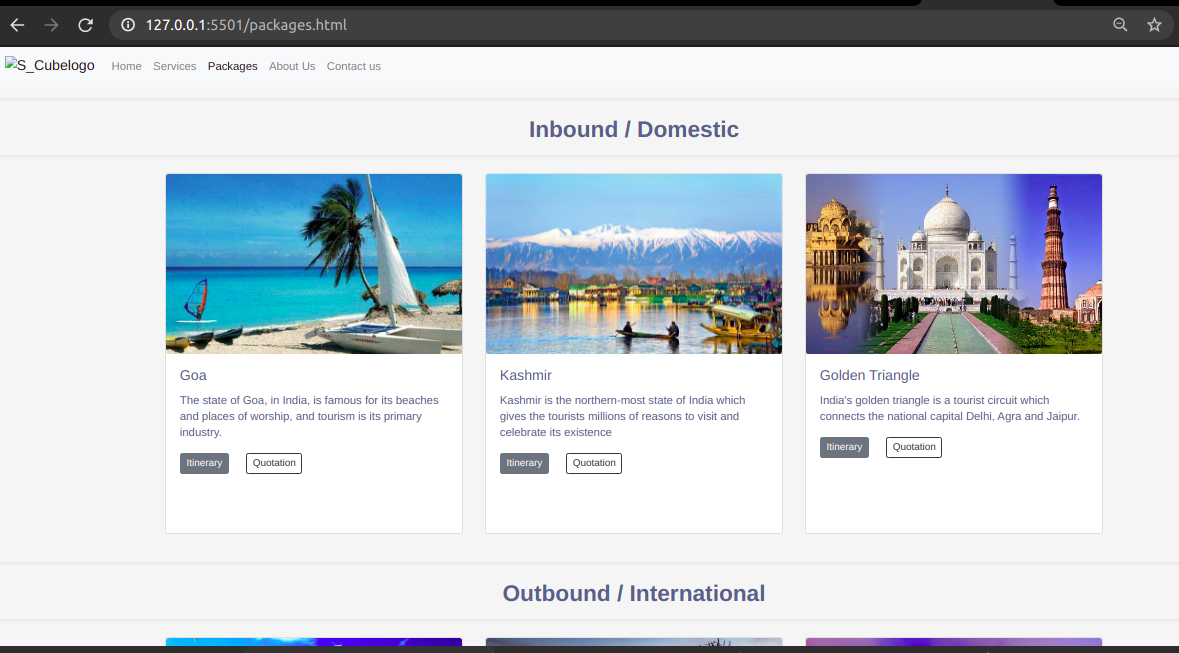 127.0.0.1:5501/packages.html
S_Cubelogo Home Services Packages About Us Contact us
Inbound / Domestic
Goa
The state of Goa, in India, is famous for its beaches
and places of worship, and tourism is its primary
industry.
Itinerary Quotation
Kashmir
Kashmir is the northern-most state of India which
gives the tourists millions of reasons to visit and
celebrate its existence
Itinerary Quotation
Golden Triangle
India's golden triangle is a tourist circuit which
connects the national capital Delhi, Agra and Jaipur.
Itinerary Quotation
Outbound / International